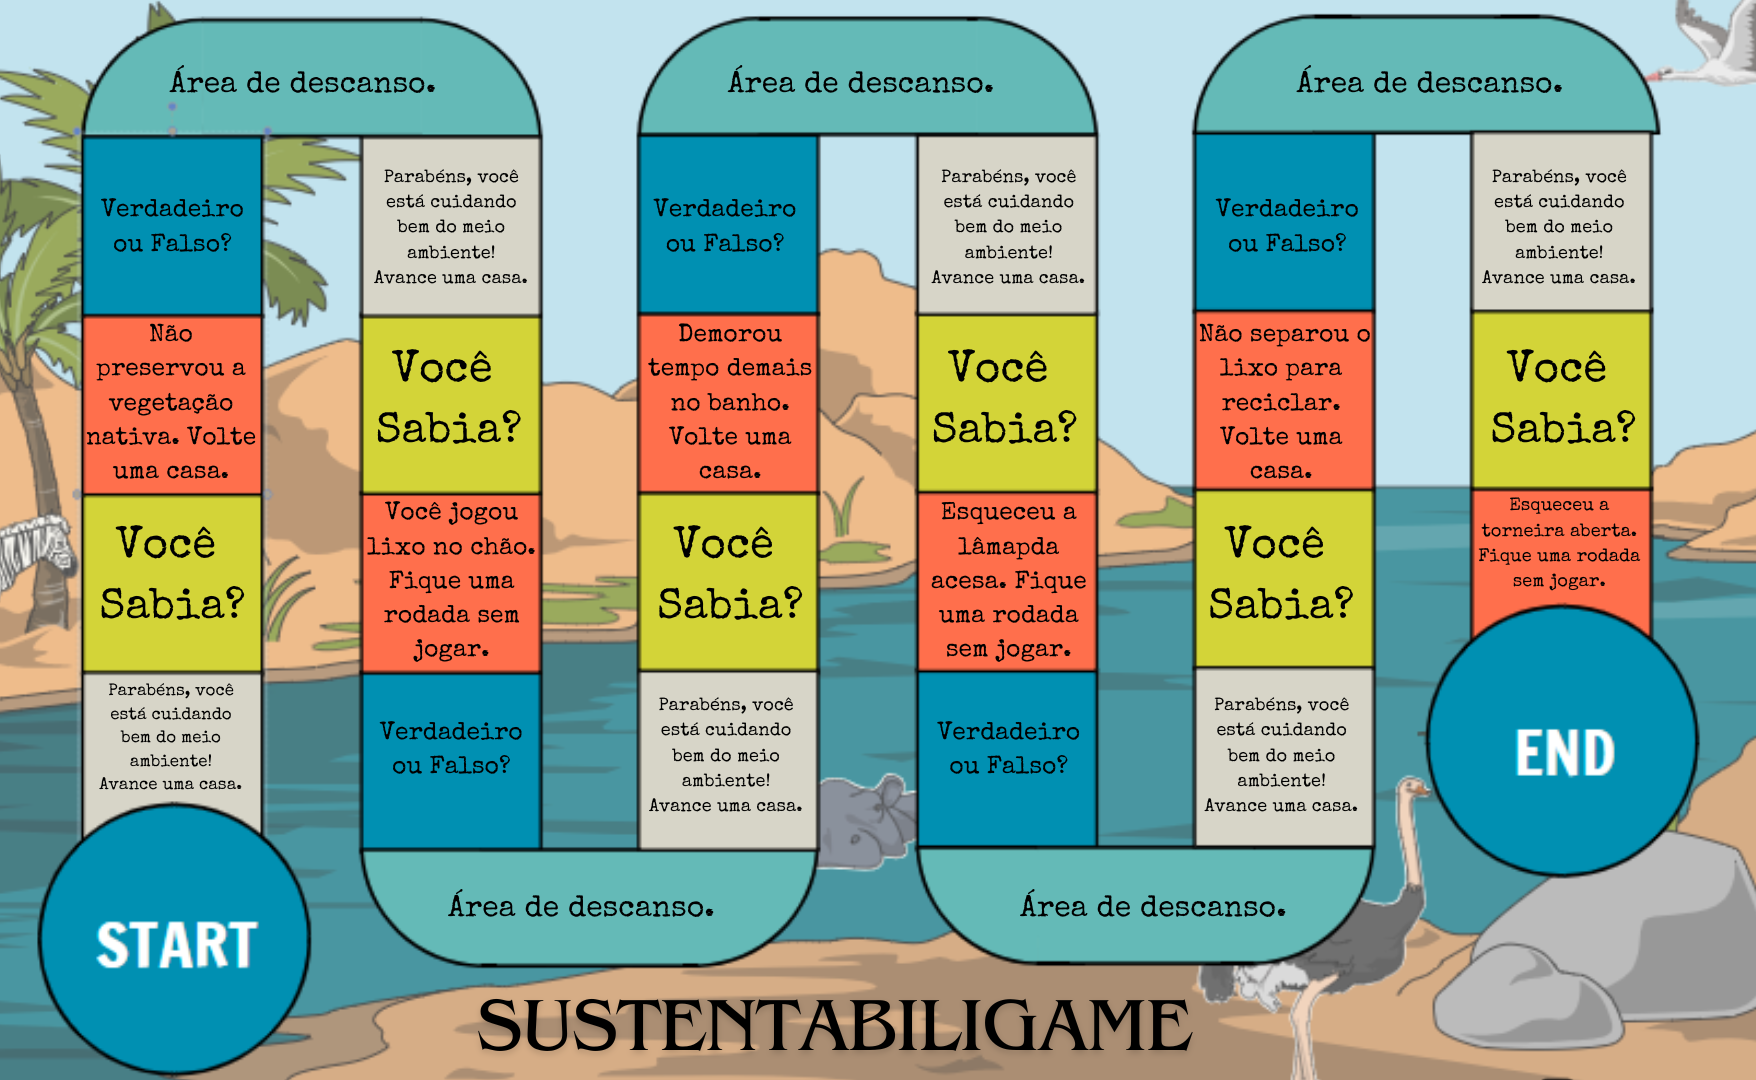 Área de descanso.
Área de descanso.
Área de descanso.
Verdadeiro
ou Falso?
Parabéns, você
está cuidando
bem do meio
ambiente!
Avance uma casa.
Verdadeiro
ou Falso?
Parabéns, você
está cuidando
bem do meio
ambiente!
Avance uma casa.
Verdadeiro
ou Falso?
Parabéns, você
está cuidando
bem do meio
ambiente!
Avance uma casa.
Não
preservou a
vegetação
nativa. Volte
uma casa.
Você
Sabia?
Demorou
tempo demais
no banho.
Volte uma
casa.
Você
Sabia?
Não separou o
lixo para
reciclar.
Volte uma
casa.
Você
Sabia?
Você
Sabia?
Você jogou
lixo no chão.
Fique uma
rodada sem
jogar.
Você
Sabia?
Esqueceu a
lâmapda
acesa. Fique
uma rodada
sem jogar.
Você
Sabia?
Esqueceu a
torneira aberta.
Fique uma rodada
sem jogar.
Parabéns, você
está cuidando
bem do meio
ambiente!
Avance uma casa.
Verdadeiro
ou Falso?
Parabéns, você
está cuidando
bem do meio
ambiente!
Avance uma casa.
Verdadeiro
ou Falso?
Parabéns, você
está cuidando
bem do meio
ambiente!
Avance uma casa.
END
START
Área de descanso.
Área de descanso.
SUSTENTABILIGAME